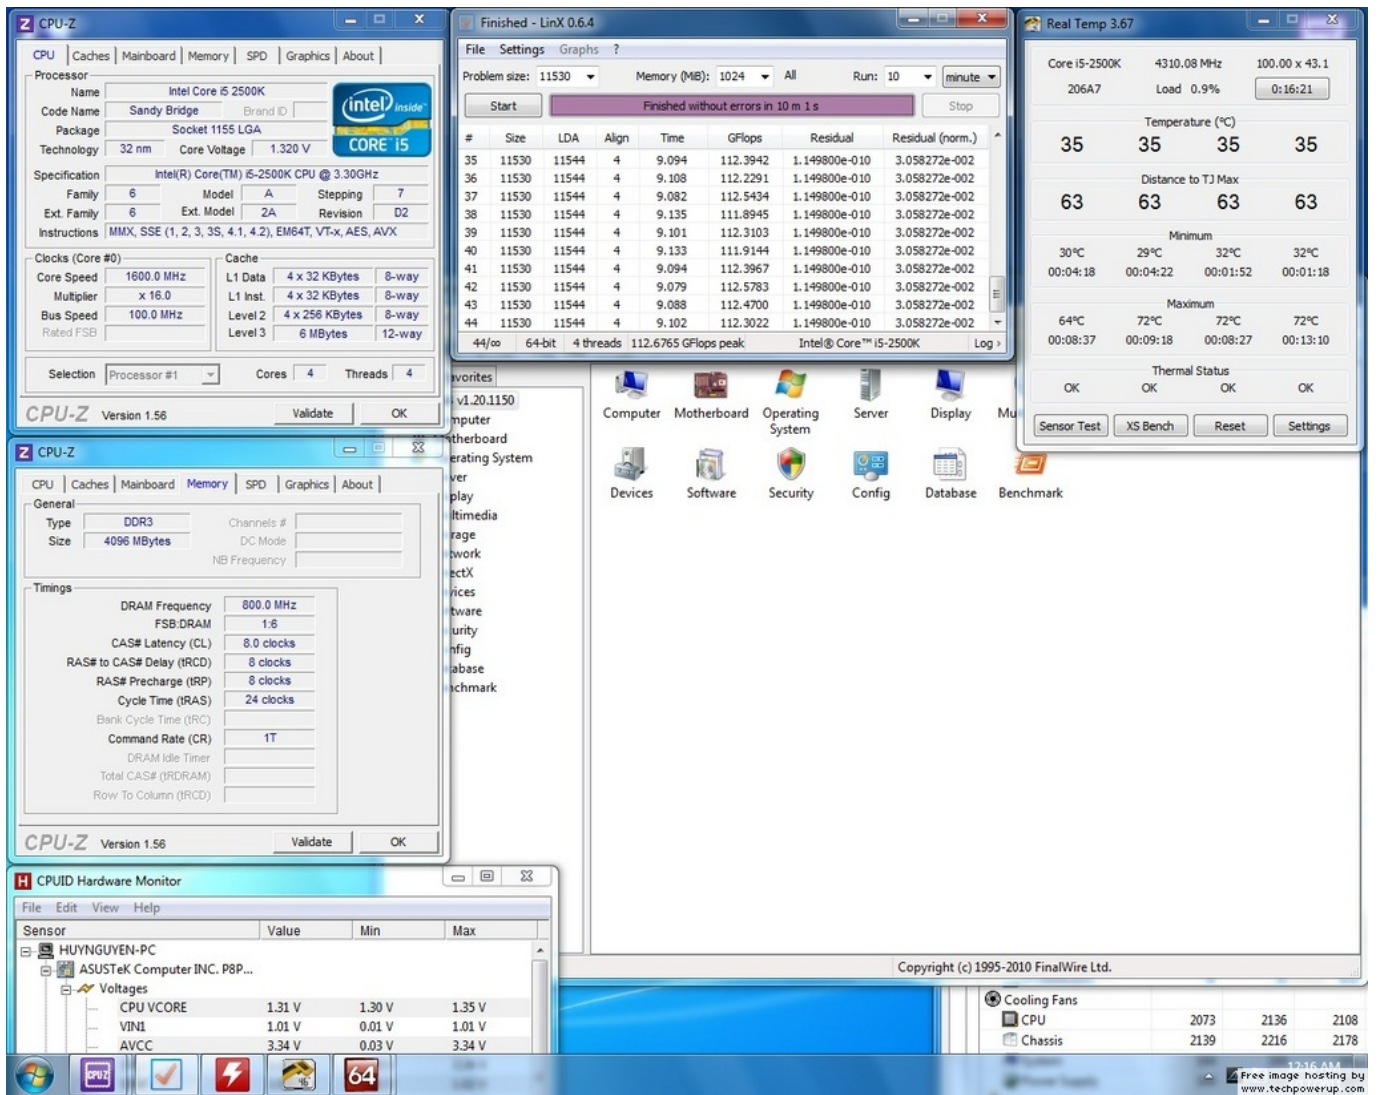 CPU-Z
CPU Caches Mainboard Memory SPD Graphics About
Processor
Name Intel Core i5 2500K
Code Name Sandy Bridge Brand ID
Package Socket 1155 LGA
Technology 32 nm Core Voltage 1.320 V
(intel) inside™
CORE i5
Specification Intel(R) Core(TM) i5-2500K CPU @ 3.30GHz
Family 6 Model A Stepping 7
Ext. Family 6 Ext. Model 2A Revision D2
Instructions MMX, SSE (1, 2, 3, 3S, 4.1, 4.2), EM64T, VT-x, AES, AVX
Clocks (Core #0)
Core Speed 1600.0 MHz
Multiplier x 16.0
Bus Speed 100.0 MHz
Rated FSB
Cache
L1 Data 4 x 32 KBytes 8-way
L1 Inst. 4 x 32 KBytes 8-way
Level 2 4 x 256 KBytes 8-way
Level 3 6 MBytes 12-way
Selection Processor #1 Cores 4 Threads 4
CPU-Z Version 1.56 Validate OK
Finished - LinX 0.6.4
File Settings Graphs ?
Problem size: 11530 Memory (MiB): 1024 All Run: 10 minute
Start Finished without errors in 10 m 1 s Stop
# Size LDA Align Time GFlops Residual Residual (norm.)
35 11530 11544 4 9.094 112.3942 1.149800e-010 3.058272e-002
36 11530 11544 4 9.108 112.2291 1.149800e-010 3.058272e-002
37 11530 11544 4 9.082 112.5434 1.149800e-010 3.058272e-002
38 11530 11544 4 9.135 111.8945 1.149800e-010 3.058272e-002
39 11530 11544 4 9.101 112.3103 1.149800e-010 3.058272e-002
40 11530 11544 4 9.133 111.9144 1.149800e-010 3.058272e-002
41 11530 11544 4 9.094 112.3967 1.149800e-010 3.058272e-002
42 11530 11544 4 9.079 112.5783 1.149800e-010 3.058272e-002
43 11530 11544 4 9.088 112.4700 1.149800e-010 3.058272e-002
44 11530 11544 4 9.102 112.3022 1.149800e-010 3.058272e-002
44/∞ 64-bit 4 threads 112.6765 GFlops peak Intel® Core™ i5-2500K Log ›
Real Temp 3.67
Core i5-2500K 4310.08 MHz 100.00 x 43.1
206A7 Load 0.9% 0:16:21
Temperature (°C)
35 35 35 35
Distance to TJ Max
63 63 63 63
Minimum
30°C 29°C 32°C 32°C
00:04:18 00:04:22 00:01:52 00:01:18
Maximum
64°C 72°C 72°C 72°C
00:08:37 00:09:18 00:08:27 00:13:10
Thermal Status
OK OK OK OK
Sensor Test XS Bench Reset Settings
avorites
v1.20.1150
mputer
therboard
erating System
ver
play
ltimedia
rage
twork
ectX
vices
tware
urity
nfig
abase
nchmark
Computer Motherboard Operating System Server Display Mu
Devices Software Security Config Database Benchmark
Copyright (c) 1995-2010 FinalWire Ltd.
CPU-Z
CPU Caches Mainboard Memory SPD Graphics About
General
Type DDR3 Channels #
Size 4096 MBytes DC Mode
NB Frequency
Timings
DRAM Frequency 800.0 MHz
FSB:DRAM 1:6
CAS# Latency (CL) 8.0 clocks
RAS# to CAS# Delay (tRCD) 8 clocks
RAS# Precharge (tRP) 8 clocks
Cycle Time (tRAS) 24 clocks
Bank Cycle Time (tRC)
Command Rate (CR) 1T
DRAM Idle Timer
Total CAS# (tRDRAM)
Row To Column (tRCD)
CPU-Z Version 1.56 Validate OK
CPUID Hardware Monitor
File Edit View Help
Sensor Value Min Max
HUYNGUYEN-PC
ASUSTeK Computer INC. P8P...
Voltages
CPU VCORE 1.31 V 1.30 V 1.35 V
VIN1 1.01 V 0.01 V 1.01 V
AVCC 3.34 V 0.03 V 3.34 V
Cooling Fans
CPU 2073 2136 2108
Chassis 2139 2216 2178
CPUZ
64
12:16 AM
Free image hosting by
www.techpowerup.com